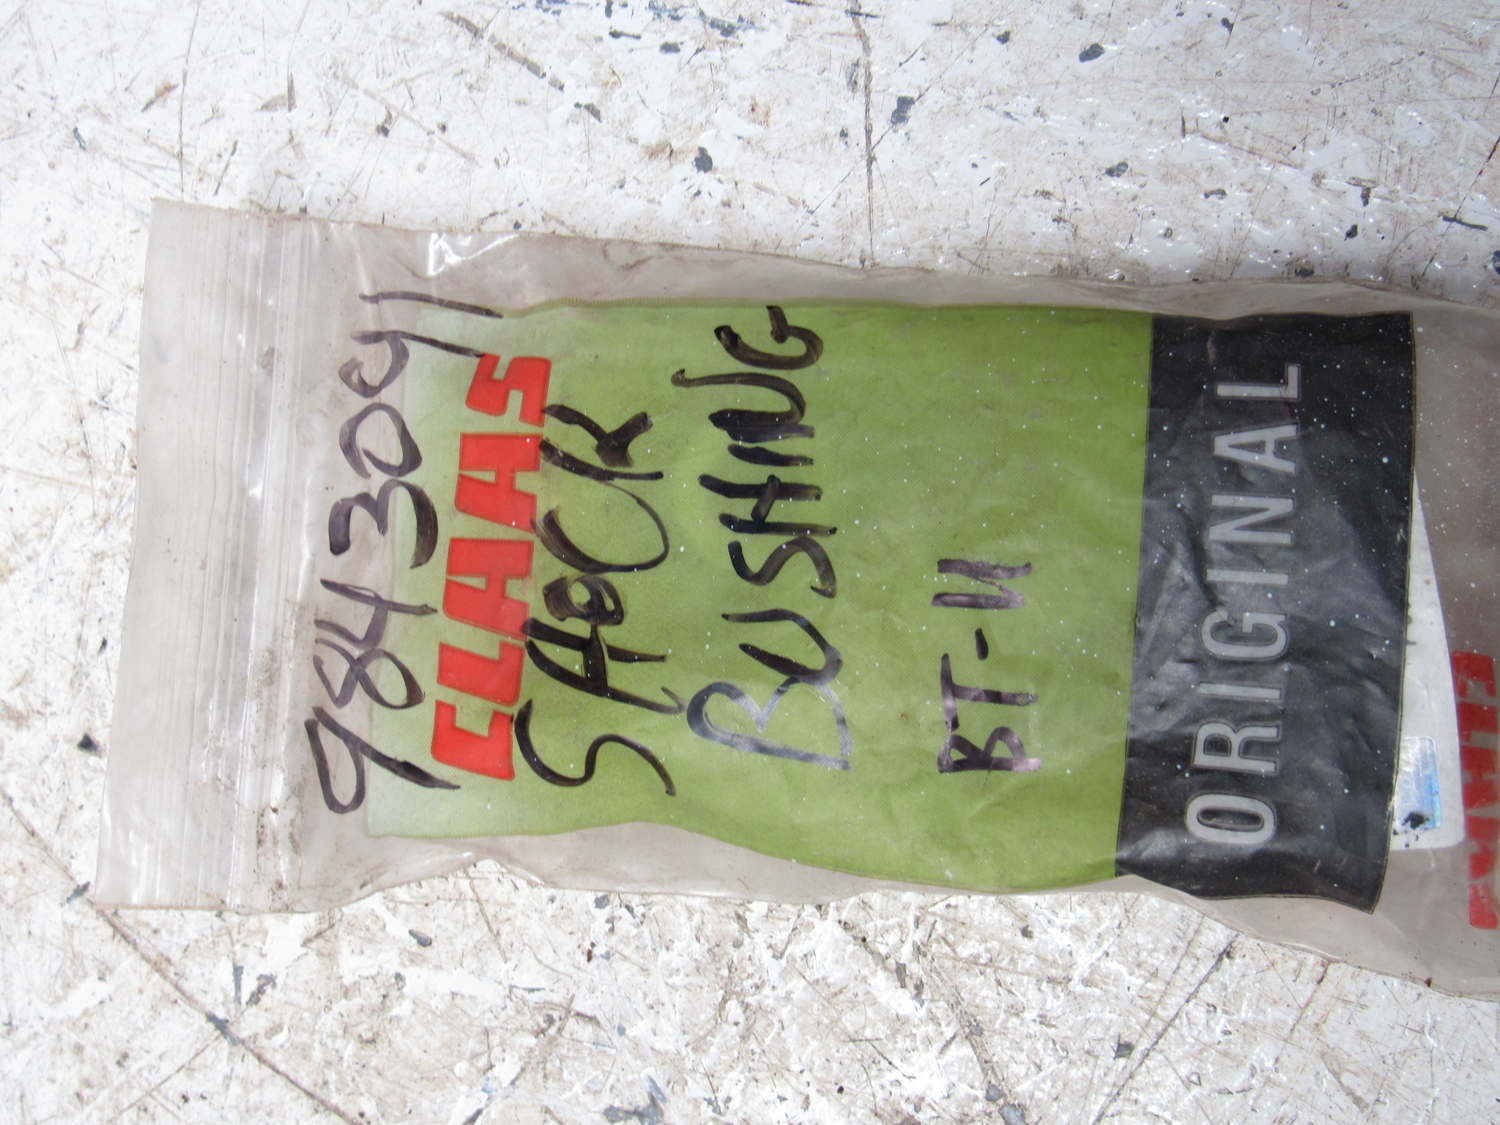 9843041
CLAAS
SHOCK
BUSHING
BT-11
ORIGINAL